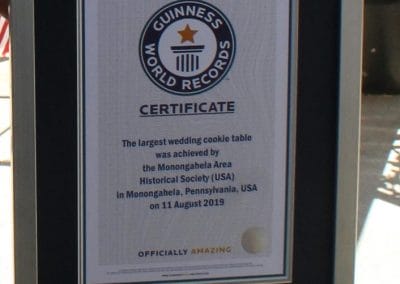 GUINNESS
WORLD RECORDS
CERTIFICATE
The largest wedding cookie table
was achieved by
the Monongahela Area
Historical Society (USA)
in Monongahela, Pennsylvania, USA
on 11 August 2019
OFFICIALLY AMAZING